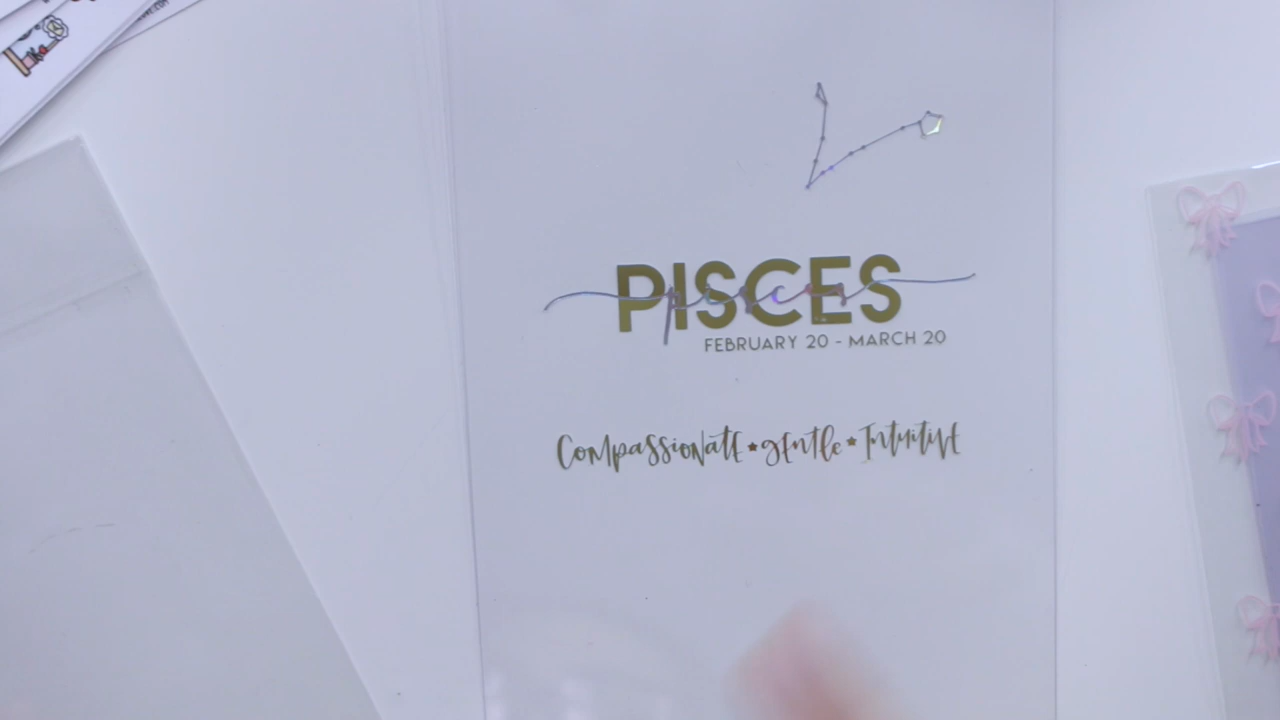 PISCES
pisces
FEBRUARY 20 - MARCH 20
Compassionate ★ gentle ★ Intuitive